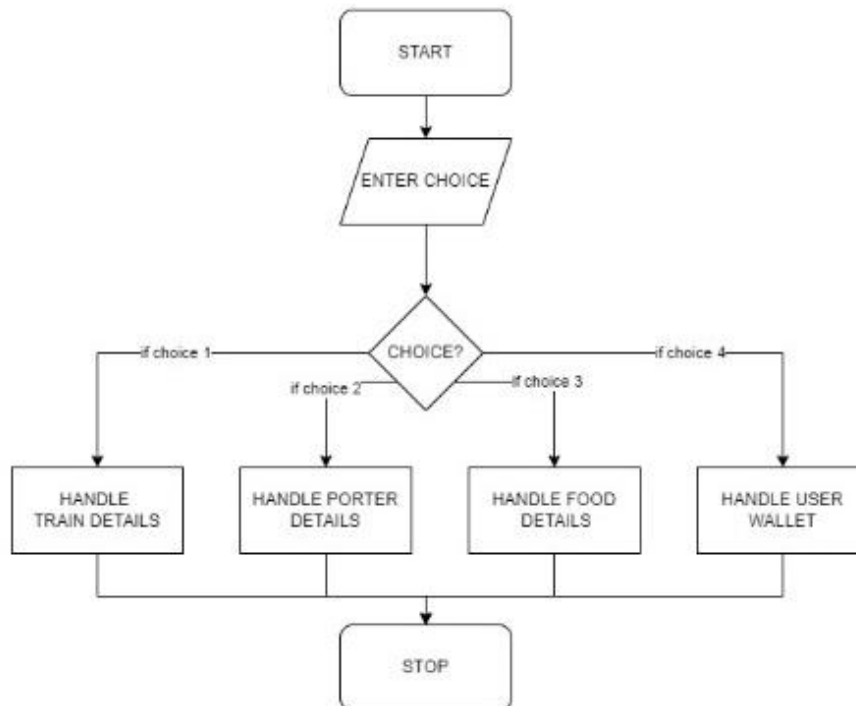 START
ENTER CHOICE
CHOICE?
if choice 1
if choice 4
if choice 2
if choice 3
HANDLE
TRAIN DETAILS
HANDLE PORTER
DETAILS
HANDLE FOOD
DETAILS
HANDLE USER
WALLET
STOP